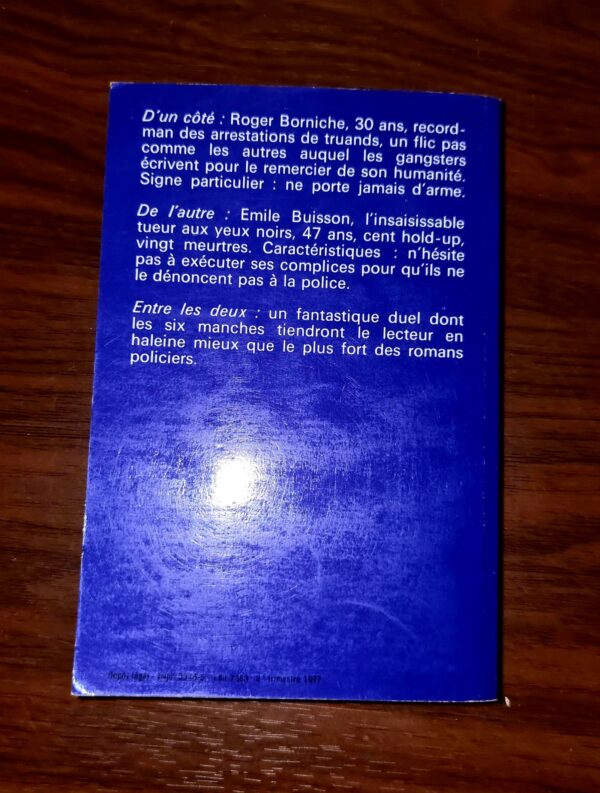 D'un côté : Roger Borniche, 30 ans, record-
man des arrestations de truands, un flic pas
comme les autres auquel les gangsters
écrivent pour le remercier de son humanité.
Signe particulier : ne porte jamais d'arme.
De l'autre : Emile Buisson, l'insaisissable
tueur aux yeux noirs, 47 ans, cent hold-up,
vingt meurtres. Caractéristiques : n'hésite
pas à exécuter ses complices pour qu'ils ne
le dénoncent pas à la police.
Entre les deux : un fantastique duel dont
les six manches tiendront le lecteur en
haleine mieux que le plus fort des romans
policiers.
légal trimestre 1977